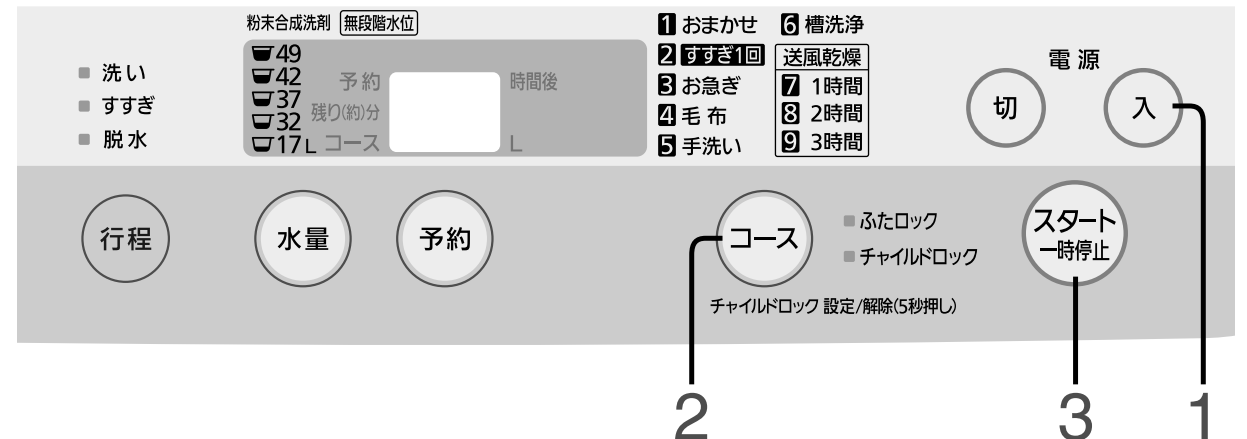 粉末合成洗剤 無段階水位
49
42
37
32
17L
予約 時間後
残り(約)分
コース L
洗い
すすぎ
脱水
1 おまかせ
2 すすぎ1回
3 お急ぎ
4 毛布
5 手洗い
6 槽洗浄
送風乾燥
7 1時間
8 2時間
9 3時間
電源
切 入
行程 水量 予約 コース
ふたロック
チャイルドロック
スタート
一時停止
チャイルドロック 設定/解除(5秒押し)
2 3 1